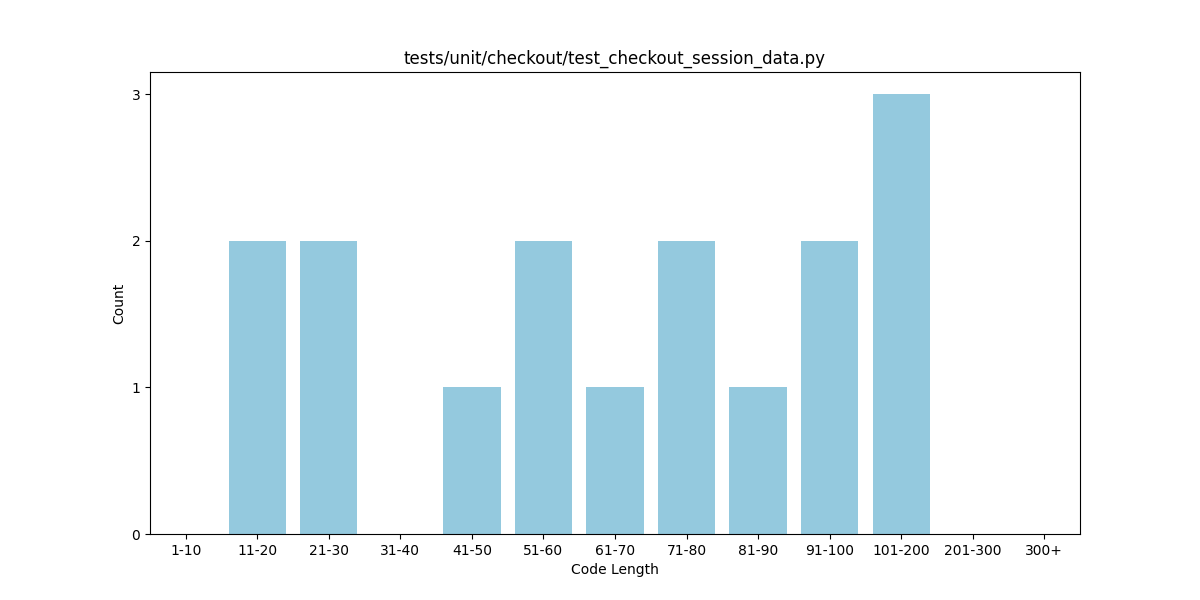 tests/unit/checkout/test_checkout_session_data.py
Count
3
2
1
0
1-10 11-20 21-30 31-40 41-50 51-60 61-70 71-80 81-90 91-100 101-200 201-300 300+
Code Length